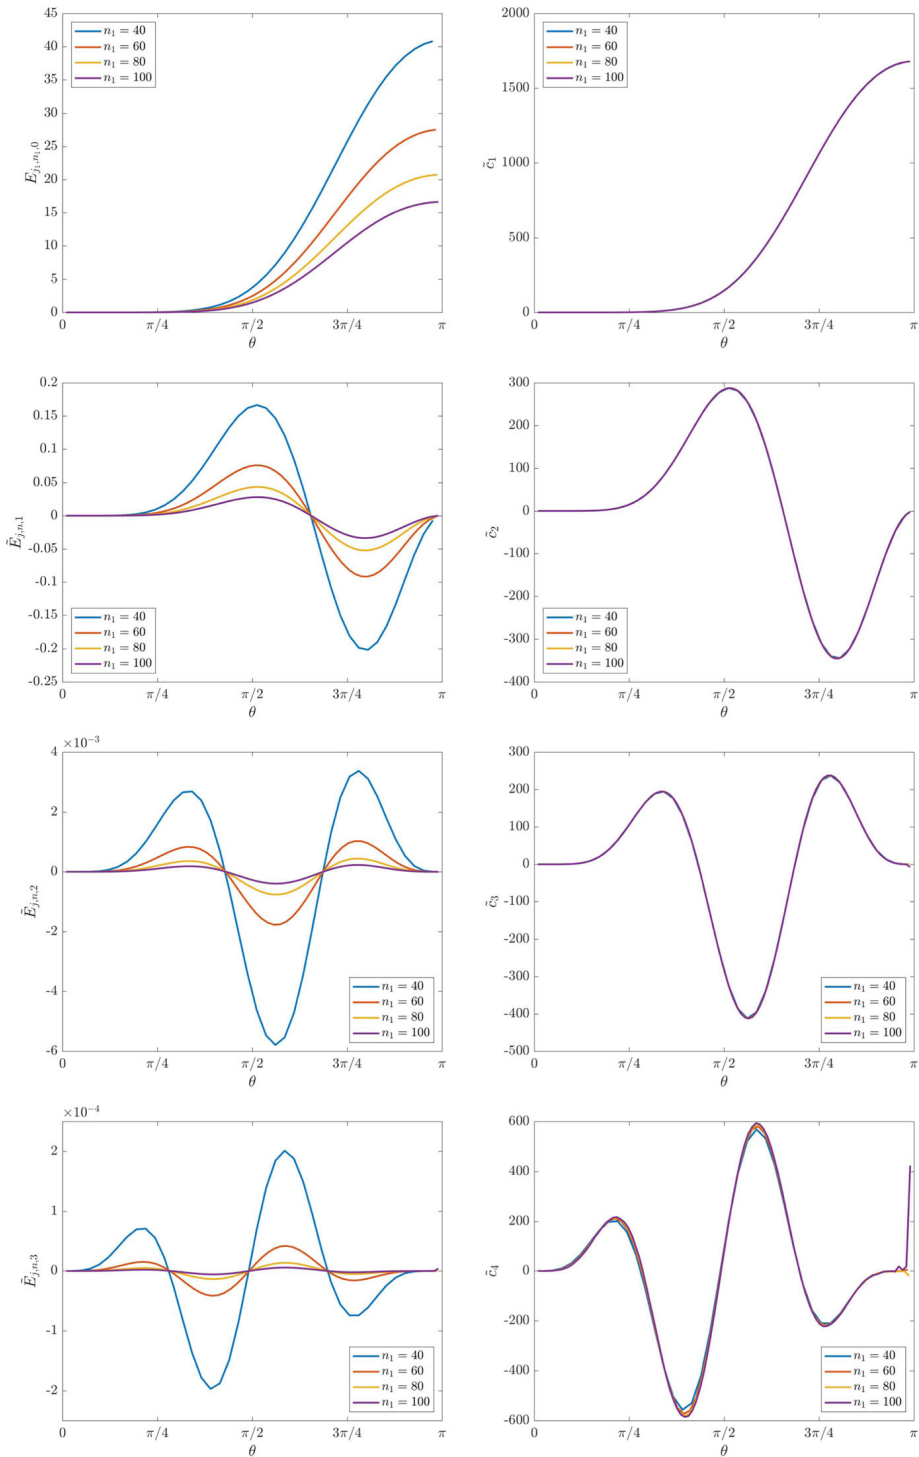 45
40
35
30
25
20
15
10
5
0
E_{j_1,n_1,0}
n_1 = 40
n_1 = 60
n_1 = 80
n_1 = 100
0 π/4 π/2 3π/4 π
θ
2000
1500
1000
500
0
c̃_1
n_1 = 40
n_1 = 60
n_1 = 80
n_1 = 100
0 π/4 π/2 3π/4 π
θ
0.2
0.15
0.1
0.05
0
-0.05
-0.1
-0.15
-0.2
-0.25
Ẽ_{j,n,1}
n_1 = 40
n_1 = 60
n_1 = 80
n_1 = 100
0 π/4 π/2 3π/4 π
θ
300
200
100
0
-100
-200
-300
-400
c̃_2
n_1 = 40
n_1 = 60
n_1 = 80
n_1 = 100
0 π/4 π/2 3π/4 π
θ
×10^{-3}
4
2
0
-2
-4
-6
Ẽ_{j,n,2}
n_1 = 40
n_1 = 60
n_1 = 80
n_1 = 100
0 π/4 π/2 3π/4 π
θ
300
200
100
0
-100
-200
-300
-400
-500
c̃_3
n_1 = 40
n_1 = 60
n_1 = 80
n_1 = 100
0 π/4 π/2 3π/4 π
θ
×10^{-4}
2
1
0
-1
-2
Ẽ_{j,n,3}
n_1 = 40
n_1 = 60
n_1 = 80
n_1 = 100
0 π/4 π/2 3π/4 π
θ
600
400
200
0
-200
-400
-600
c̃_4
n_1 = 40
n_1 = 60
n_1 = 80
n_1 = 100
0 π/4 π/2 3π/4 π
θ